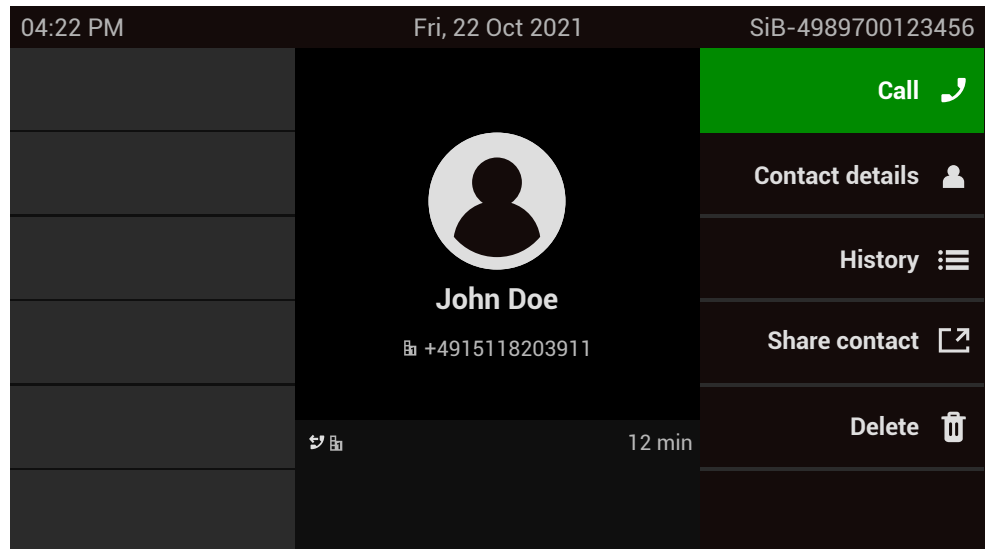 04:22 PM Fri, 22 Oct 2021 SiB-4989700123456
Call
Contact details
History
Share contact
Delete
John Doe
+4915118203911
12 min